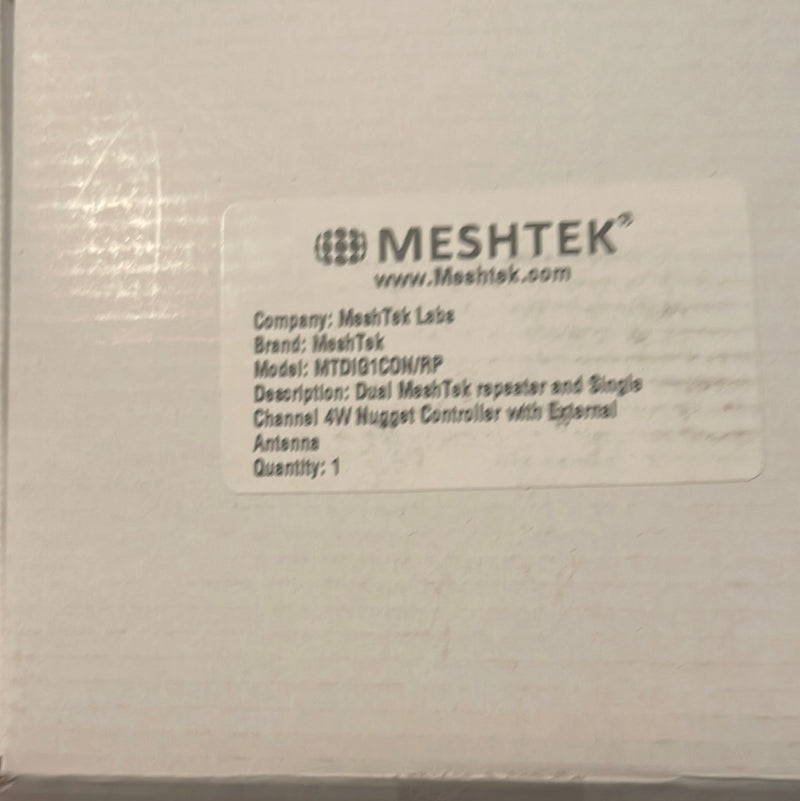 MESHTEK®
www.Meshtek.com
Company: MeshTek Labs
Brand: MeshTek
Model: MTDIG1CON/RP
Description: Dual MeshTek repeater and Single
Channel 4W Nugget Controller with External
Antenna
Quantity: 1